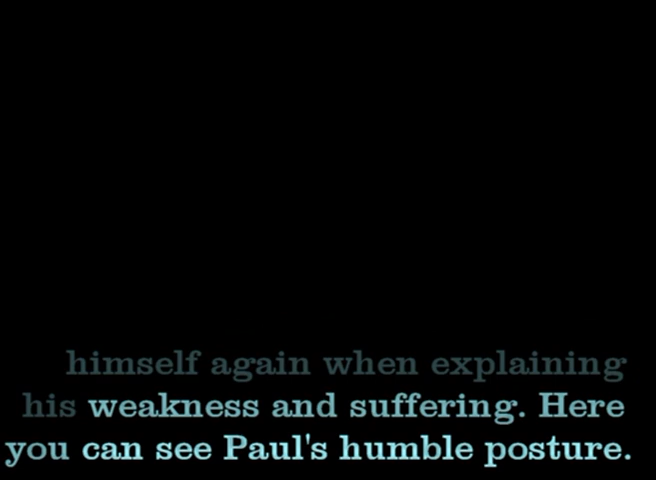 himself again when explaining
his weakness and suffering. Here
you can see Paul's humble posture.